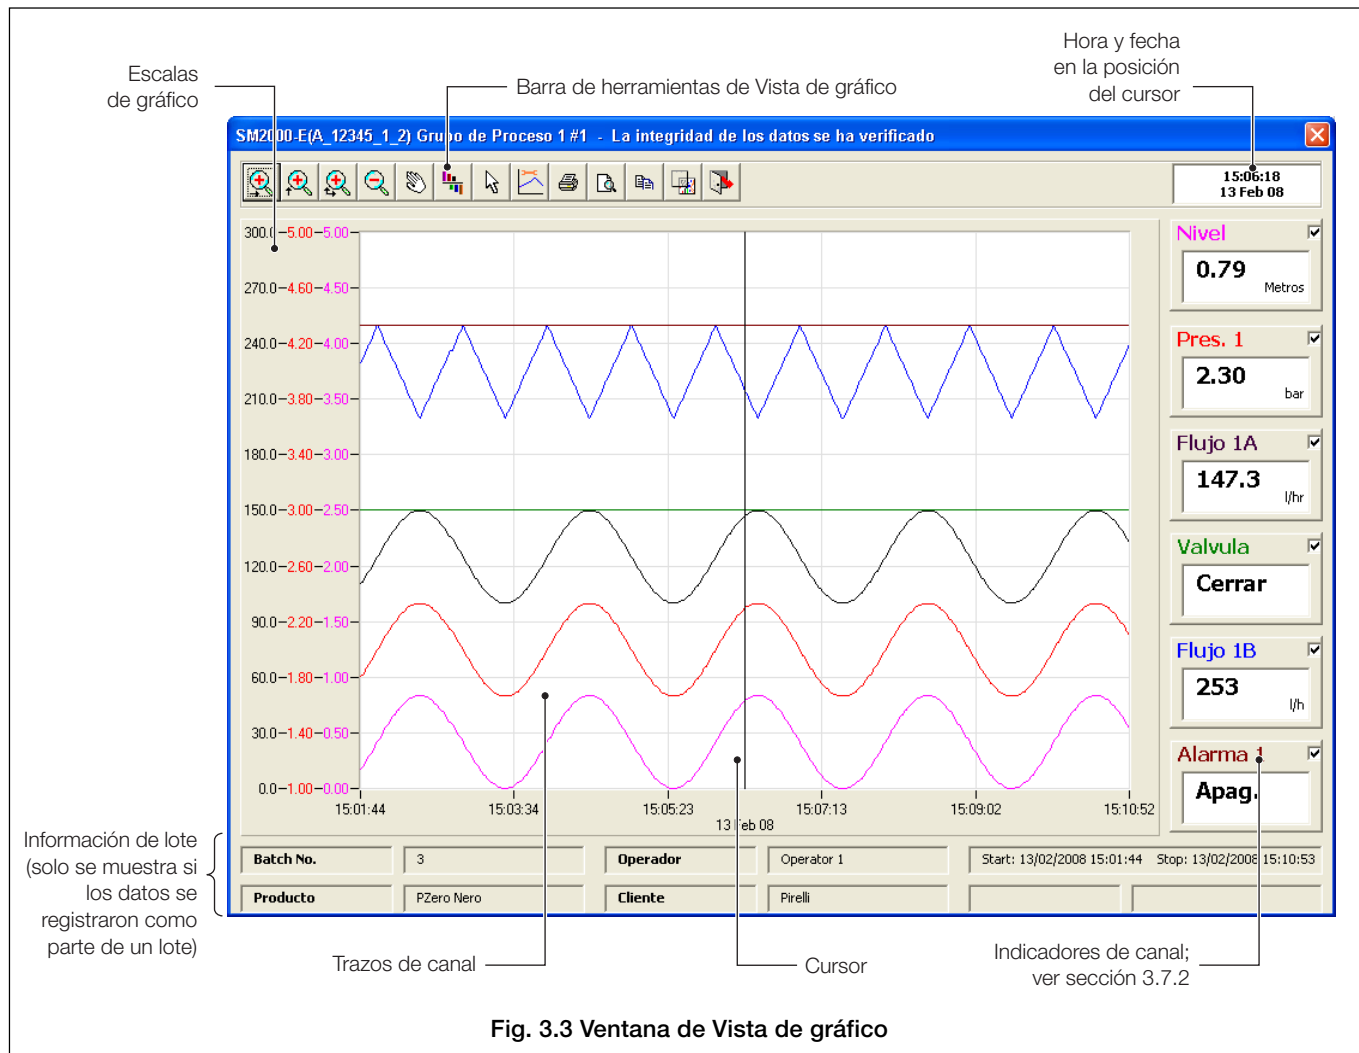 Escalas
de gráfico
Barra de herramientas de Vista de gráfico
Hora y fecha
en la posición
del cursor
SM2000-E(A_12345_1_2) Grupo de Proceso 1 #1 - La integridad de los datos se ha verificado
15:06:18
13 Feb 08
300.0 5.00 5.00
270.0 4.60 4.50
240.0 4.20 4.00
210.0 3.80 3.50
180.0 3.40 3.00
150.0 3.00 2.50
120.0 2.60 2.00
90.0 2.20 1.50
60.0 1.80 1.00
30.0 1.40 0.50
0.0 1.00 0.00
15:01:44 15:03:34 15:05:23 15:07:13 15:09:02 15:10:52
13 Feb 08
Nivel
0.79
Metros
Pres. 1
2.30
bar
Flujo 1A
147.3
l/hr
Valvula
Cerrar
Flujo 1B
253
l/h
Alarma 1
Apag.
Batch No. 3 Operador Operator 1 Start: 13/02/2008 15:01:44 Stop: 13/02/2008 15:10:53
Producto PZero Nero Cliente Pirelli
Información de lote
(solo se muestra si
los datos se
registraron como
parte de un lote)
Trazos de canal
Cursor
Indicadores de canal;
ver sección 3.7.2
Fig. 3.3 Ventana de Vista de gráfico